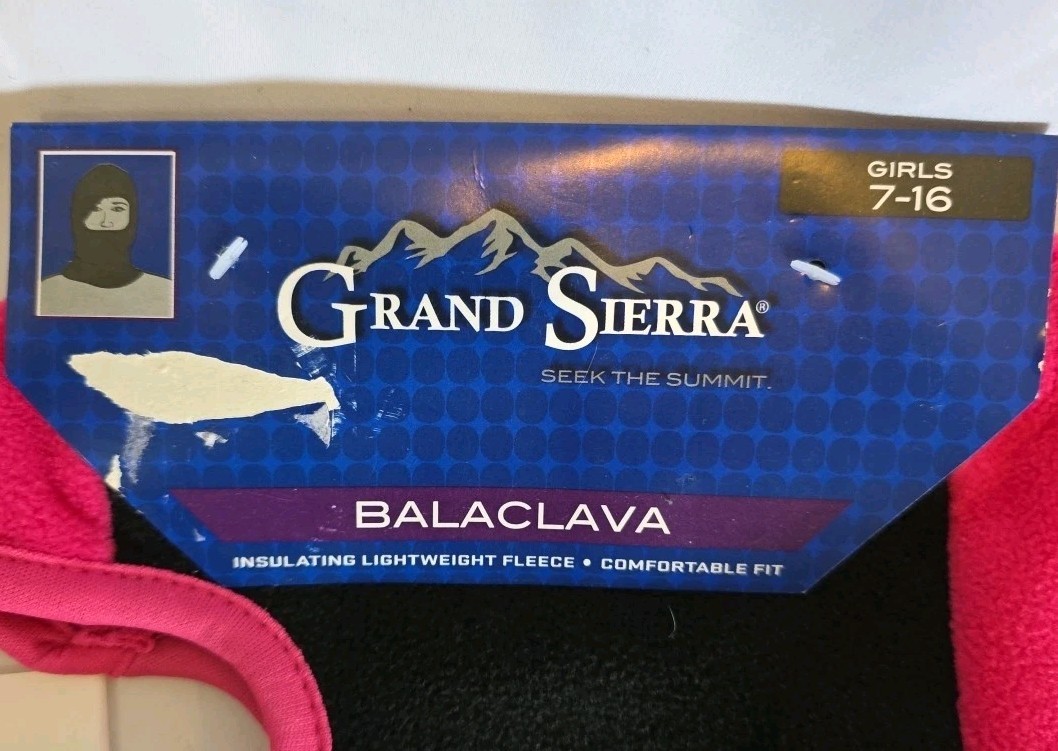 GIRLS
7-16
GRAND SIERRA®
SEEK THE SUMMIT.
BALACLAVA
INSULATING LIGHTWEIGHT FLEECE • COMFORTABLE FIT